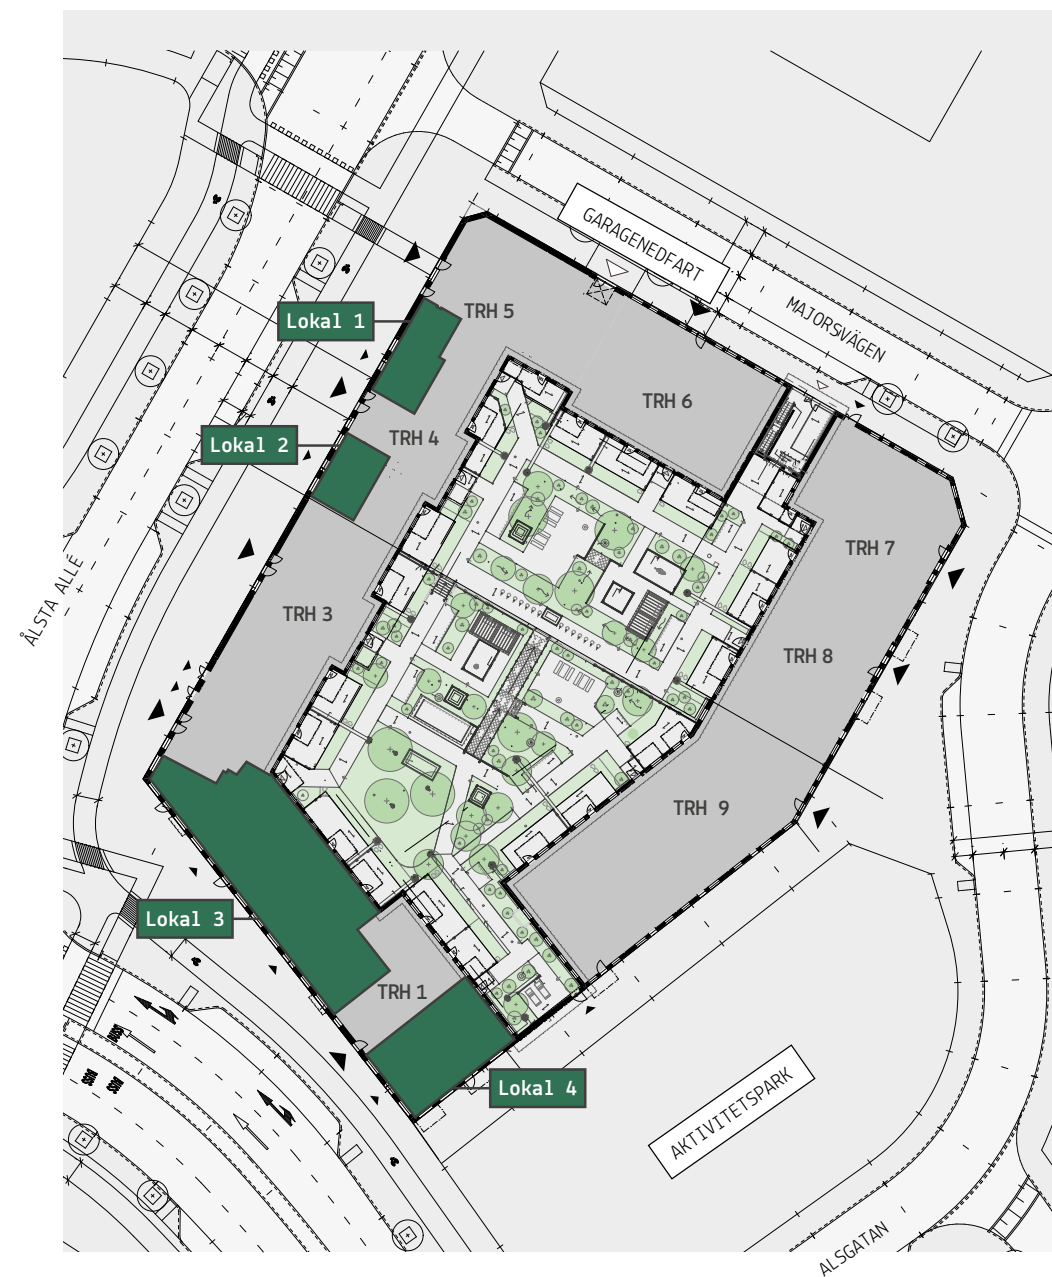 GARAGENEDFART
MAJORSVÄGEN
Lokal 1
TRH 5
TRH 6
Lokal 2
TRH 4
TRH 7
ÅLSTA ALLÉ
TRH 3
TRH 8
TRH 9
Lokal 3
TRH 1
Lokal 4
AKTIVITETSPARK
ALSGATAN